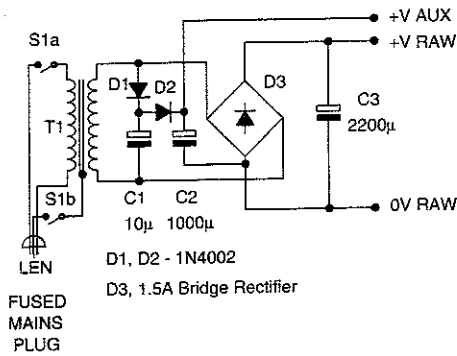 +V AUX
S1a
+V RAW
D1
D2
D3
T1
C3
2200µ
S1b
C1
C2
10µ
1000µ
0V RAW
LEN
D1, D2 - 1N4002
D3, 1.5A Bridge Rectifier
FUSED
MAINS
PLUG